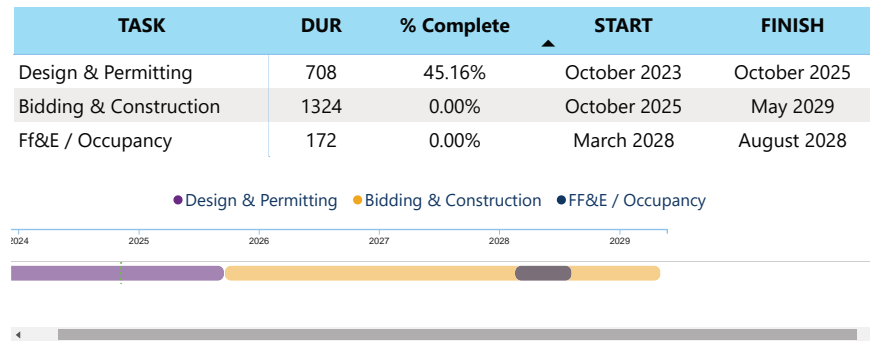 TASK DUR % Complete START FINISH
Design & Permitting 708 45.16% October 2023 October 2025
Bidding & Construction 1324 0.00% October 2025 May 2029
Ff&E / Occupancy 172 0.00% March 2028 August 2028
Design & Permitting Bidding & Construction FF&E / Occupancy
2024 2025 2026 2027 2028 2029